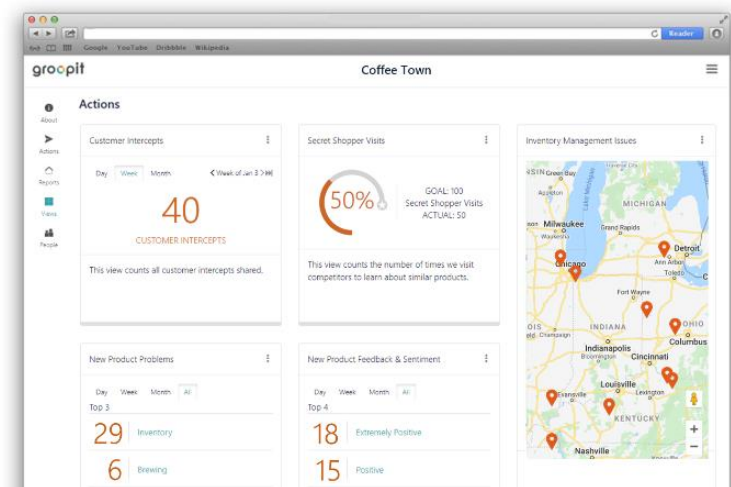 Reader
Google YouTube Dribbble Wikipedia
groopit
Coffee Town
About
Actions
Reports
Views
People
Actions
Customer Intercepts
Day Week Month Week of Jan 3
40
CUSTOMER INTERCEPTS
This view counts all customer intercepts shared.
Secret Shopper Visits
50%
GOAL: 100
Secret Shopper Visits
ACTUAL: 50
This view counts the number of times we visit
competitors to learn about similar products.
Inventory Management Issues
Green Bay
Appleton
Lake Michigan
MICHIGAN
Milwaukee
Waukesha
Grand Rapids
Detroit
Ann Arbor
Chicago
Toledo
Fort Wayne
INDIANA
OHIO
Columbus
Indianapolis
Bloomington
Cincinnati
Louisville
Evansville
Lexington
KENTUCKY
Nashville
New Product Problems
Day Week Month All
Top 3
29 Inventory
6 Brewing
New Product Feedback & Sentiment
Day Week Month All
Top 4
18 Extremely Positive
15 Positive